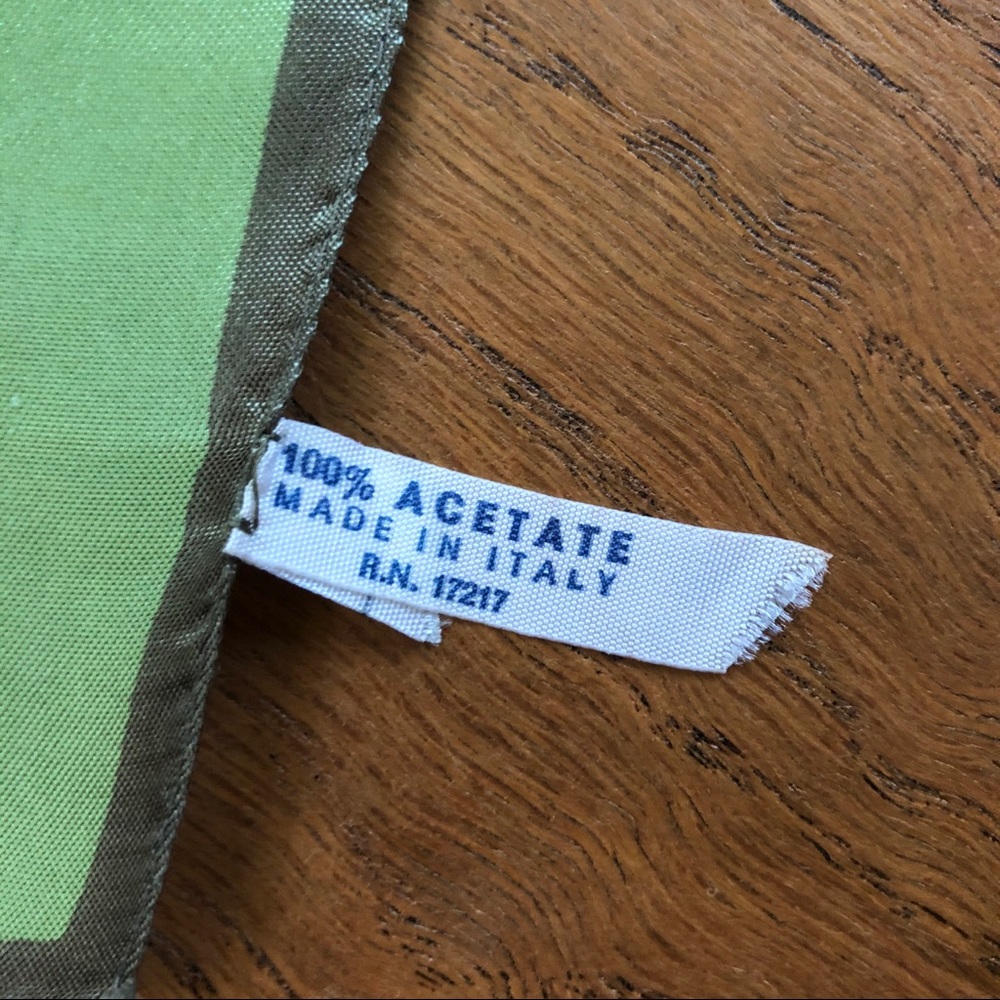 100% ACETATE
MADE IN ITALY
R.N. 17217